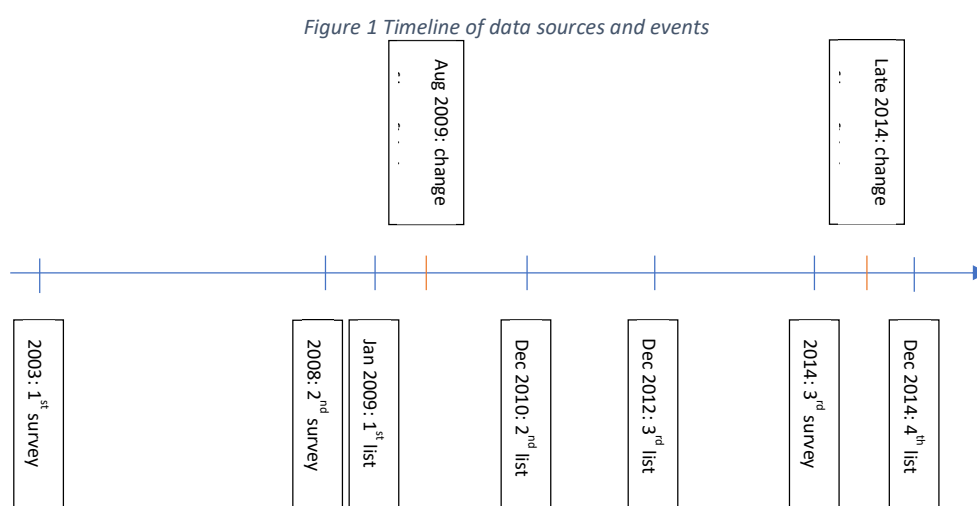 Figure 1 Timeline of data sources and events
Aug 2009: change
Late 2014: change
2003: 1st survey
2008: 2nd survey
Jan 2009: 1st list
Dec 2010: 2nd list
Dec 2012: 3rd list
2014: 3rd survey
Dec 2014: 4th list